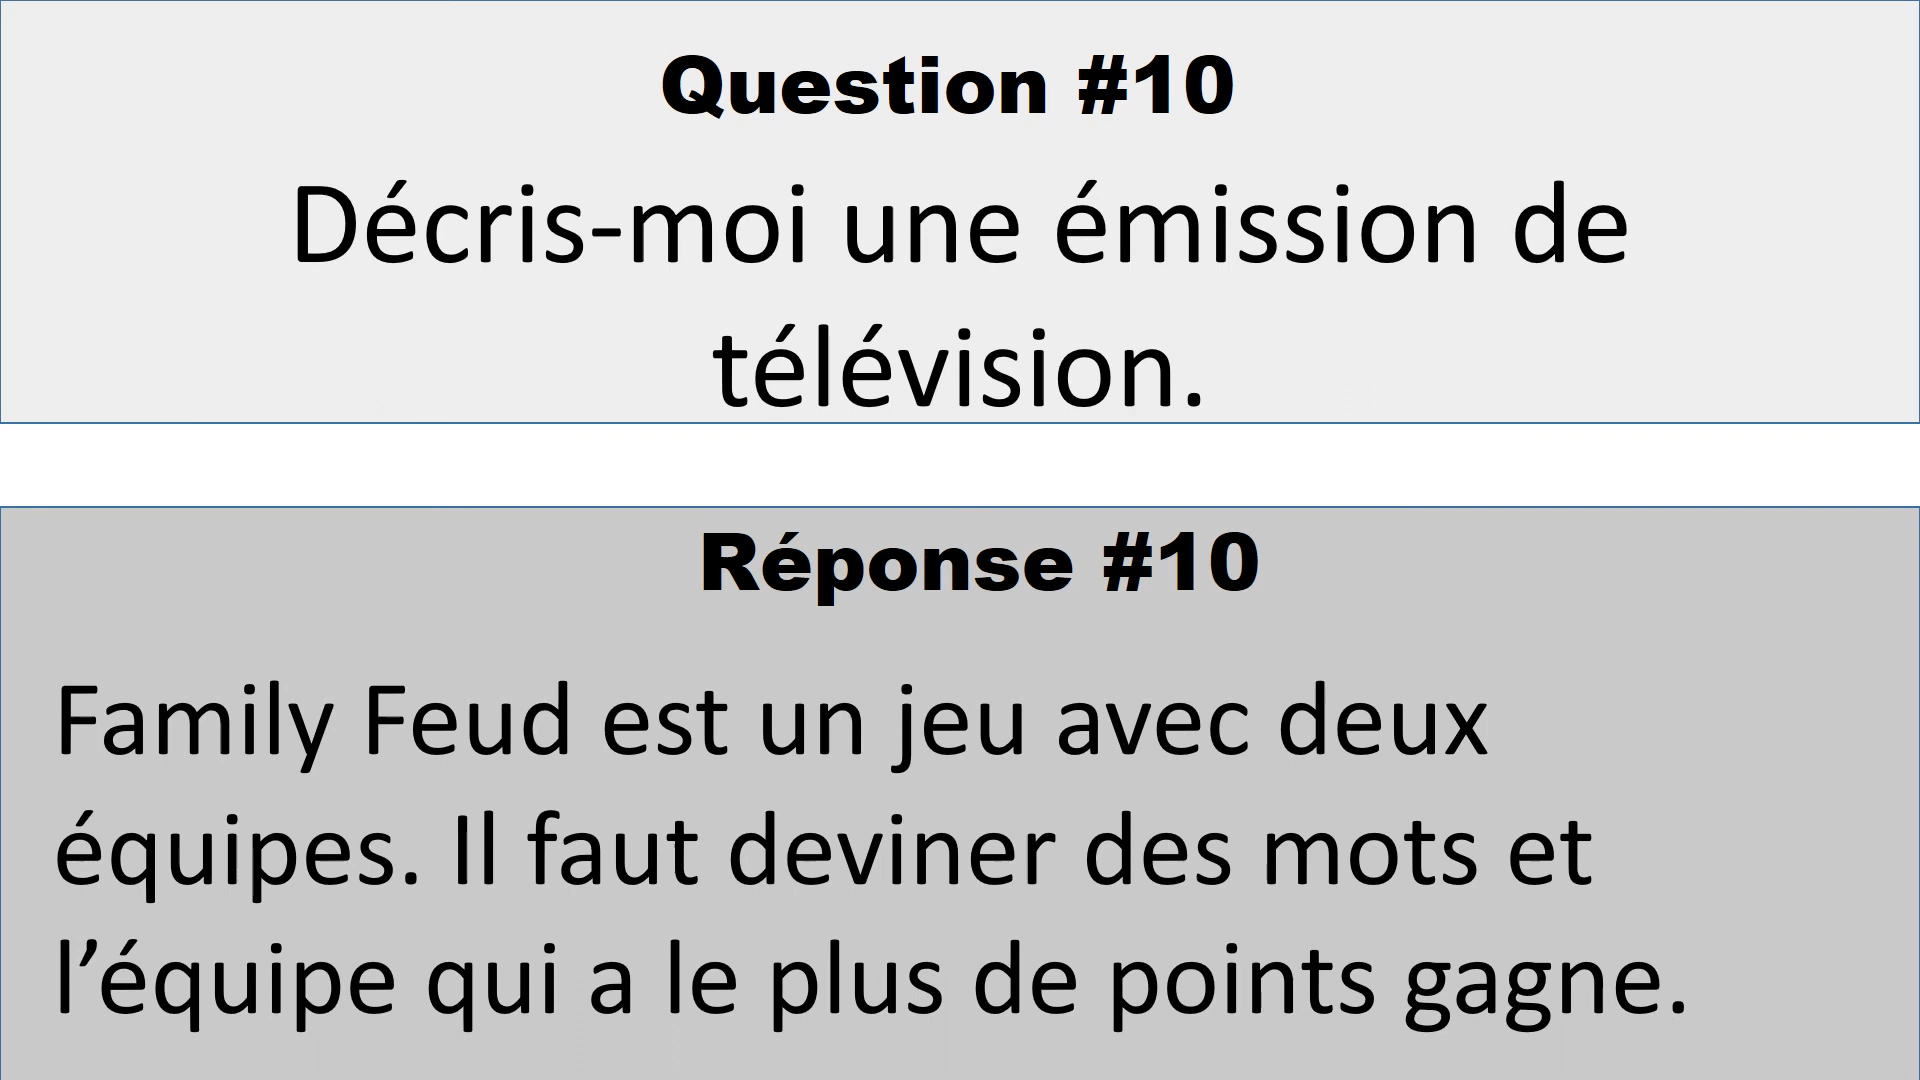 Question #10
Décris-moi une émission de
télévision.
Réponse #10
Family Feud est un jeu avec deux
équipes. Il faut deviner des mots et
l’équipe qui a le plus de points gagne.